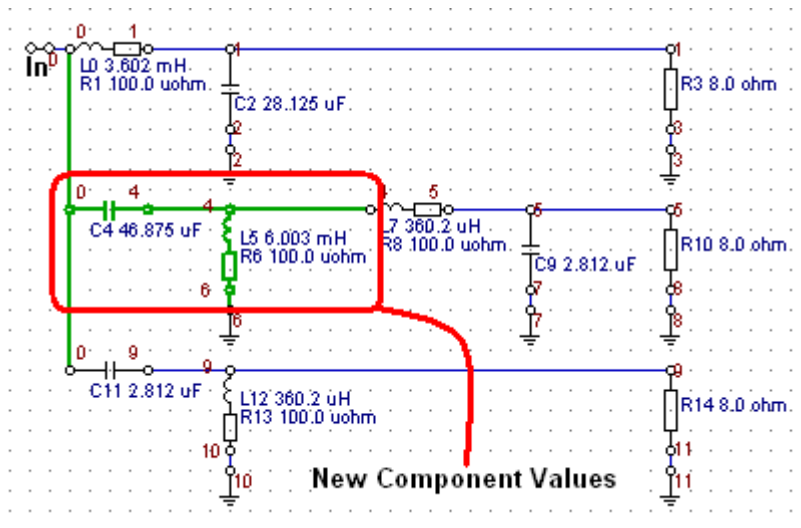 0 1 1 1
In 0
L0 3.602 mH
R1 100.0 uohm
C2 28.125 uF
R3 8.0 ohm
2 3
2 3
0 4 4 4 5 5 5
C4 46.875 uF
L5 6.003 mH
R6 100.0 uohm
L7 360.2 uH
R8 100.0 uohm
C9 2.812 uF
R10 8.0 ohm
6 7 8
6 7 8
0 9 9 9
C11 2.812 uF
L12 360.2 uH
R13 100.0 uohm
R14 8.0 ohm
10 11
10 11
New Component Values